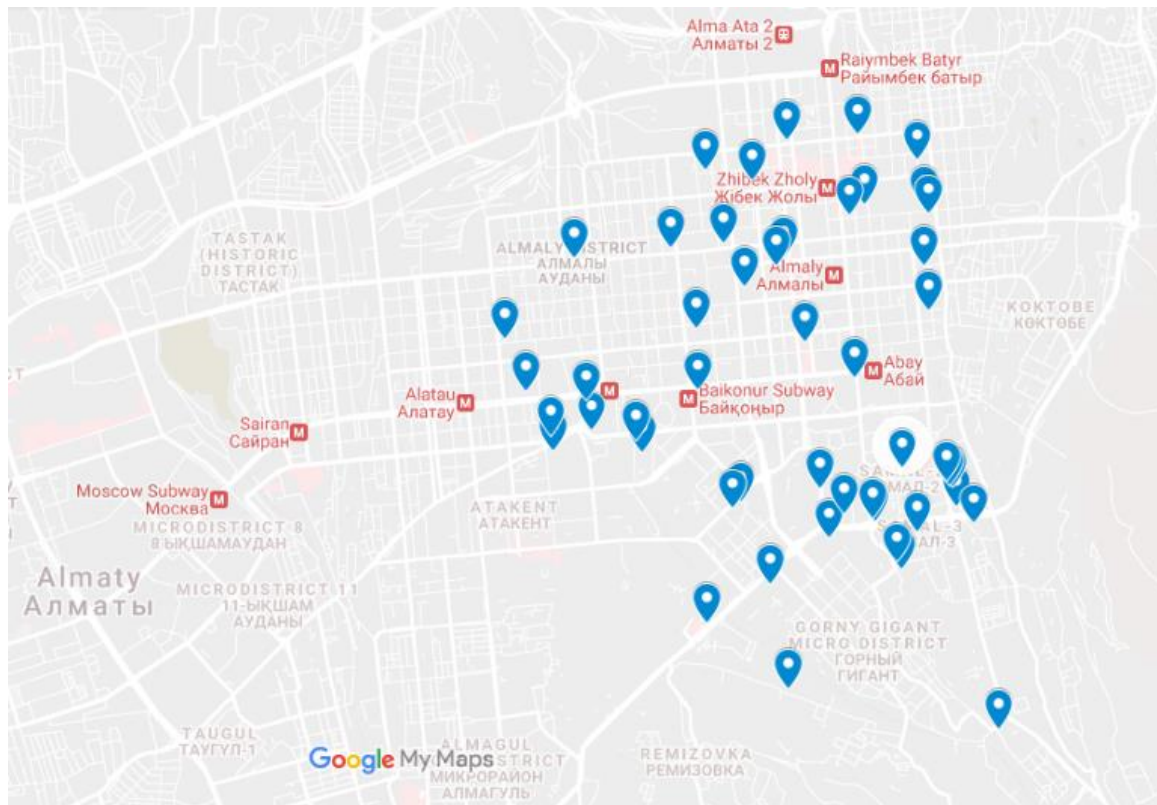 Alma Ata 2
Алматы 2
Raiymbek Batyr
Райымбек батыр
Zhibek Zholy
Жібек Жолы
TASTAK
(HISTORIC
DISTRICT)
ТАСТАК
ALMALY DISTRICT
АЛМАЛЫ
АУДАНЫ
Almaly
Алмалы
KOKTOBE
КӨКТӨБЕ
Abay
Абай
Baikonur Subway
Байқоңыр
Alatau
Алатау
Sairan
Сайран
Moscow Subway
Москва
MICRODISTRICT 8
8 ЫҚШАМАУДАН
ATAKENT
АТАКЕНТ
Almaty
Алматы
MICRODISTRICT 11
11-ЫҚШАМ
АУДАНЫ
GORNY GIGANT
MICRO DISTRICT
ГОРНЫЙ
ГИГАНТ
TAUGUL
ТАУГУЛ-1
Google My Maps
ALMAGUL
МИКРОРАЙОН
АЛМАГУЛЬ
REMIZOVKA
РЕМИЗОВКА